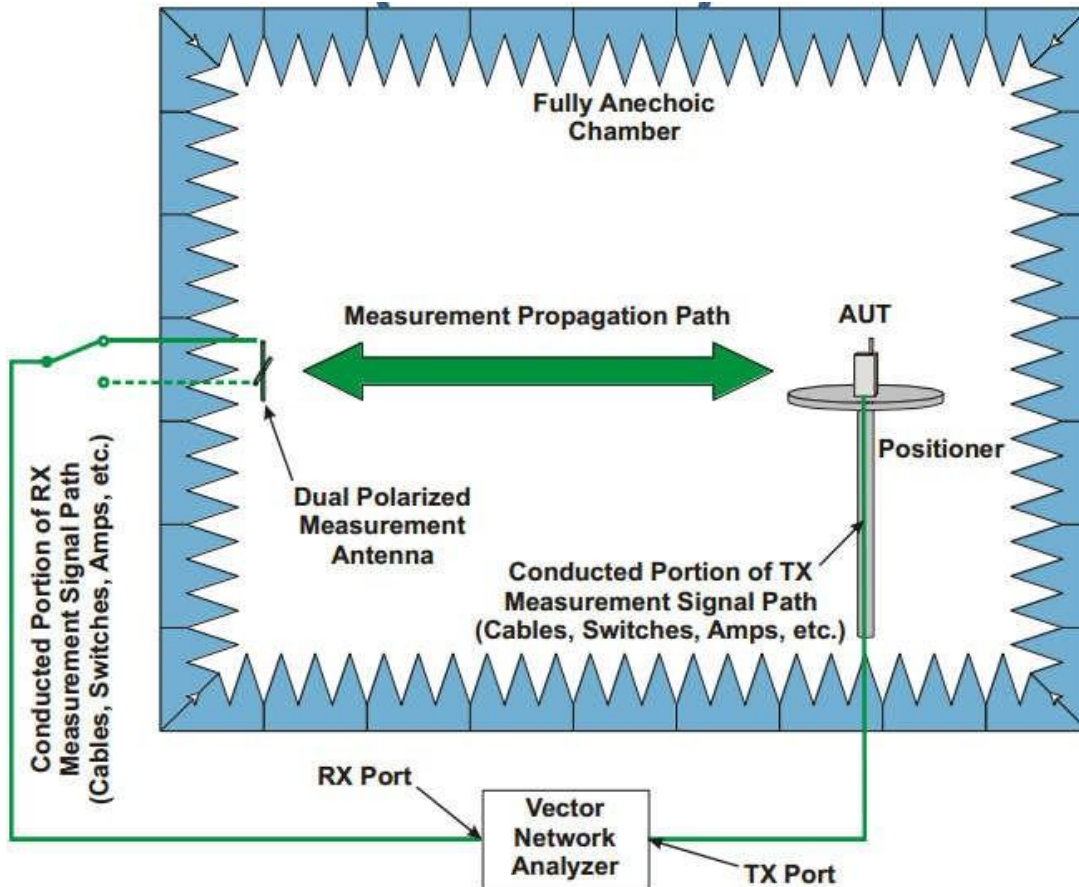 Fully Anechoic
Chamber
Measurement Propagation Path
AUT
Positioner
Dual Polarized
Measurement
Antenna
Conducted Portion of TX
Measurement Signal Path
(Cables, Switches, Amps, etc.)
Conducted Portion of RX
Measurement Signal Path
(Cables, Switches, Amps, etc.)
RX Port
Vector
Network
Analyzer
TX Port